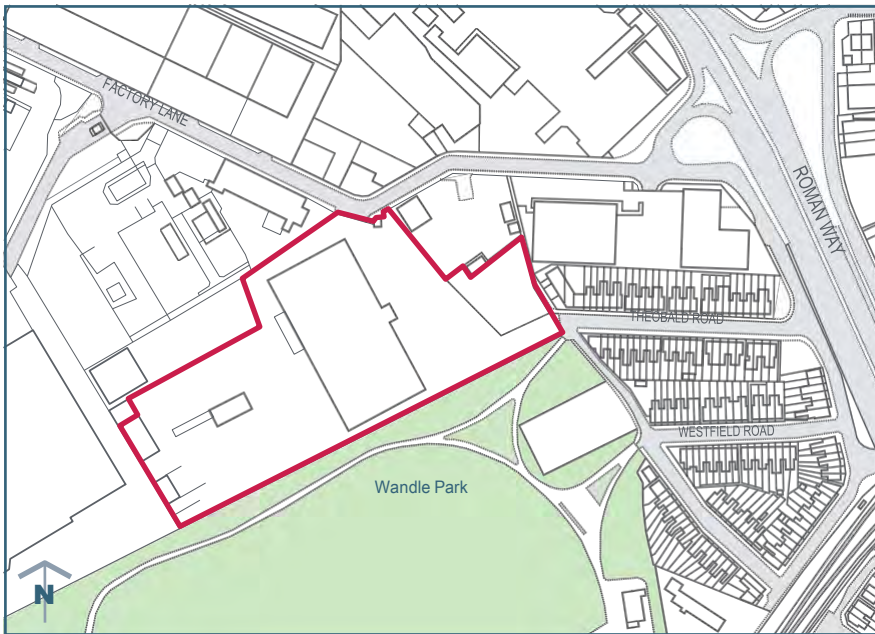 FACTORY LANE
ROMAN WAY
THEOBALD ROAD
WESTFIELD ROAD
Wandle Park
N